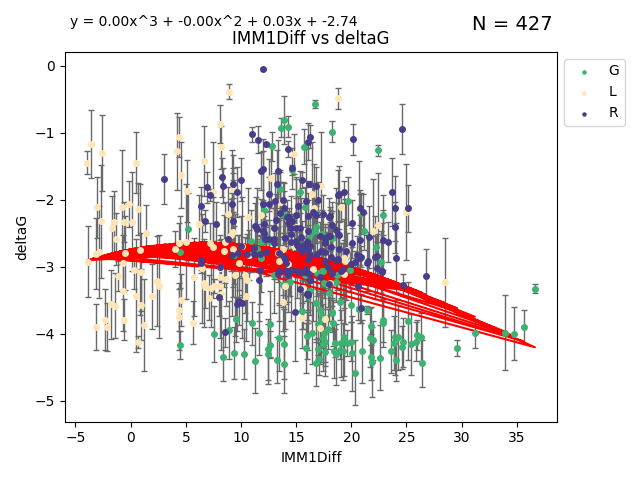 y = 0.00x^3 + -0.00x^2 + 0.03x + -2.74
N = 427
IMM1Diff vs deltaG
G
L
R
deltaG
0
−1
−2
−3
−4
−5
−5 0 5 10 15 20 25 30 35
IMM1Diff